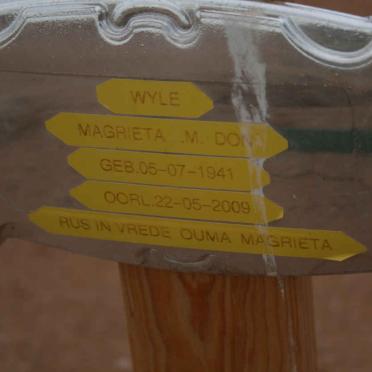 WYLE
MAGRIETA .M.
GEB.05-07-1941
OORL.22-05-2009
RUS IN VREDE OUMA MAGRIETA